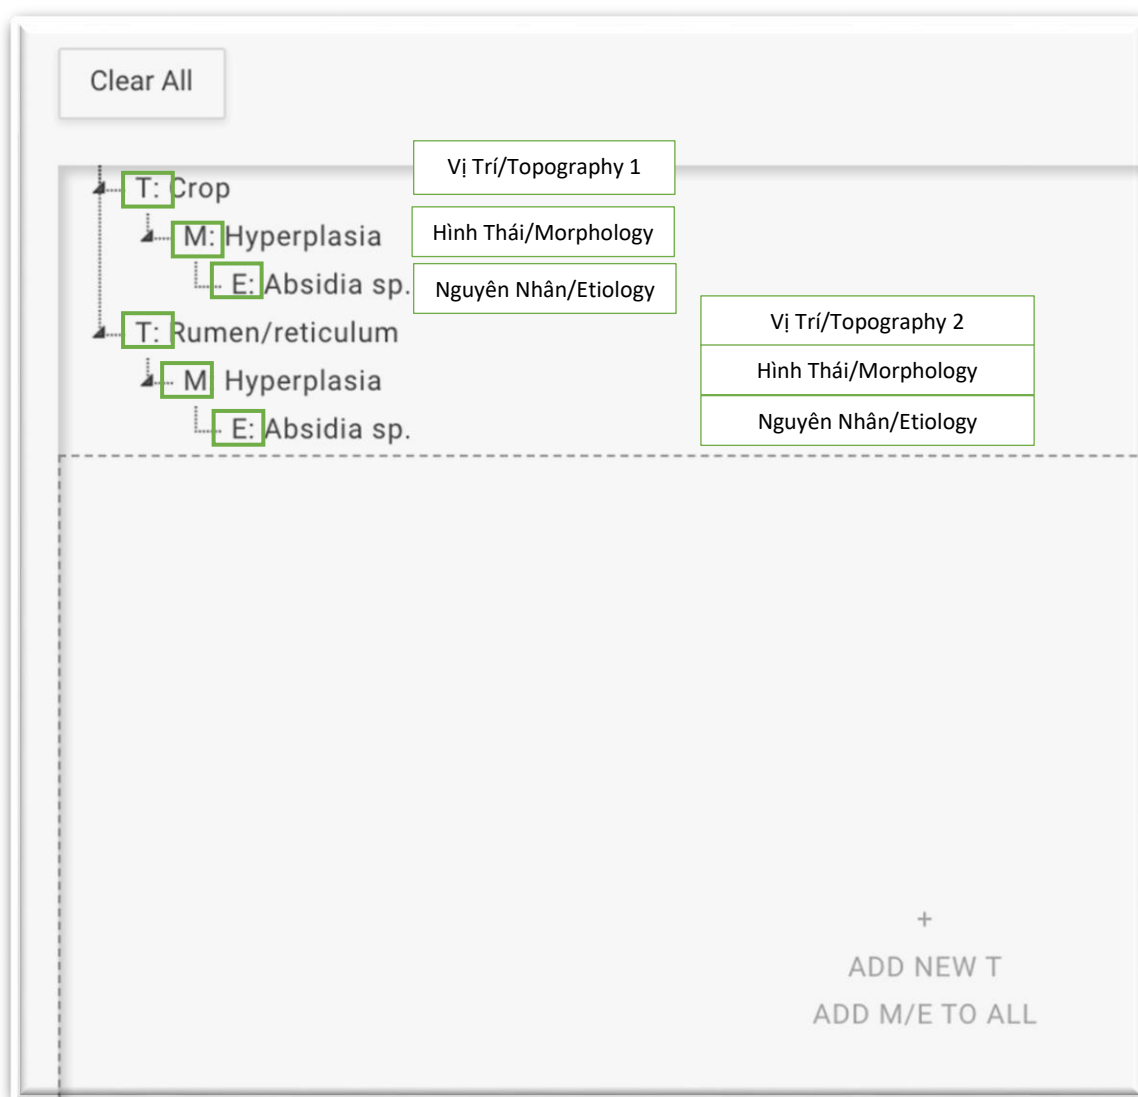 Clear All
Vị Trí/Topography 1
T: Crop
M: Hyperplasia
Hình Thái/Morphology
E: Absidia sp.
Nguyên Nhân/Etiology
T: Rumen/reticulum
Vị Trí/Topography 2
M: Hyperplasia
Hình Thái/Morphology
E: Absidia sp.
Nguyên Nhân/Etiology
+
ADD NEW T
ADD M/E TO ALL